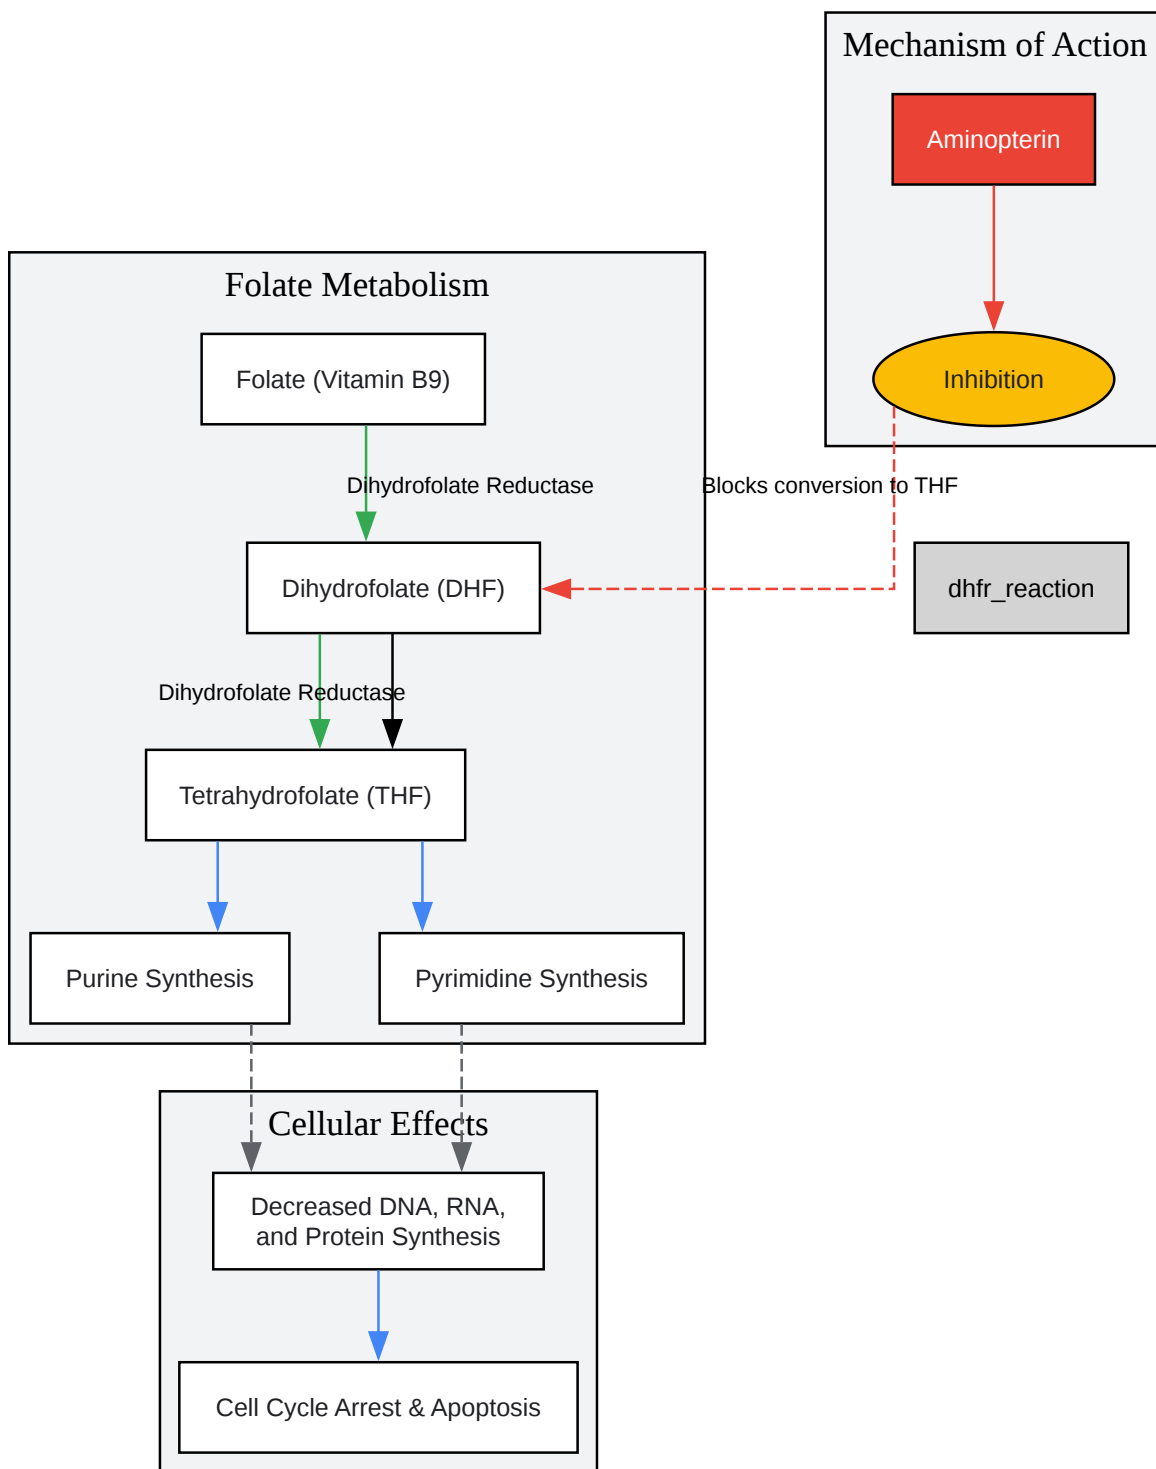 Mechanism of Action
Aminopterin
Inhibition
Folate Metabolism
Folate (Vitamin B9)
Dihydrofolate Reductase
Blocks conversion to THF
Dihydrofolate (DHF)
dhfr_reaction
Dihydrofolate Reductase
Tetrahydrofolate (THF)
Purine Synthesis
Pyrimidine Synthesis
Cellular Effects
Decreased DNA, RNA,
and Protein Synthesis
Cell Cycle Arrest & Apoptosis